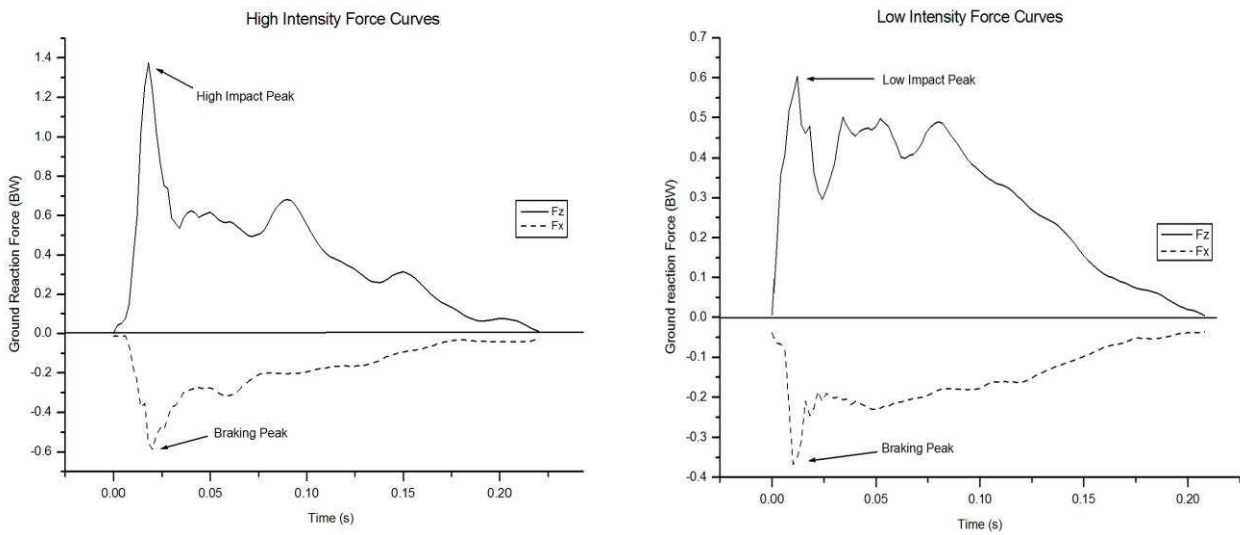 High Intensity Force Curves
Ground Reaction Force (BW)
1.4
1.2
1.0
0.8
0.6
0.4
0.2
0.0
-0.2
-0.4
-0.6
High Impact Peak
Fz
Fx
Braking Peak
0.00 0.05 0.10 0.15 0.20
Time (s)
Low Intensity Force Curves
Ground reaction Force (BW)
0.7
0.6
0.5
0.4
0.3
0.2
0.1
0.0
-0.1
-0.2
-0.3
-0.4
Low Impact Peak
Fz
Fx
Braking Peak
0.00 0.05 0.10 0.15 0.20
Time (s)